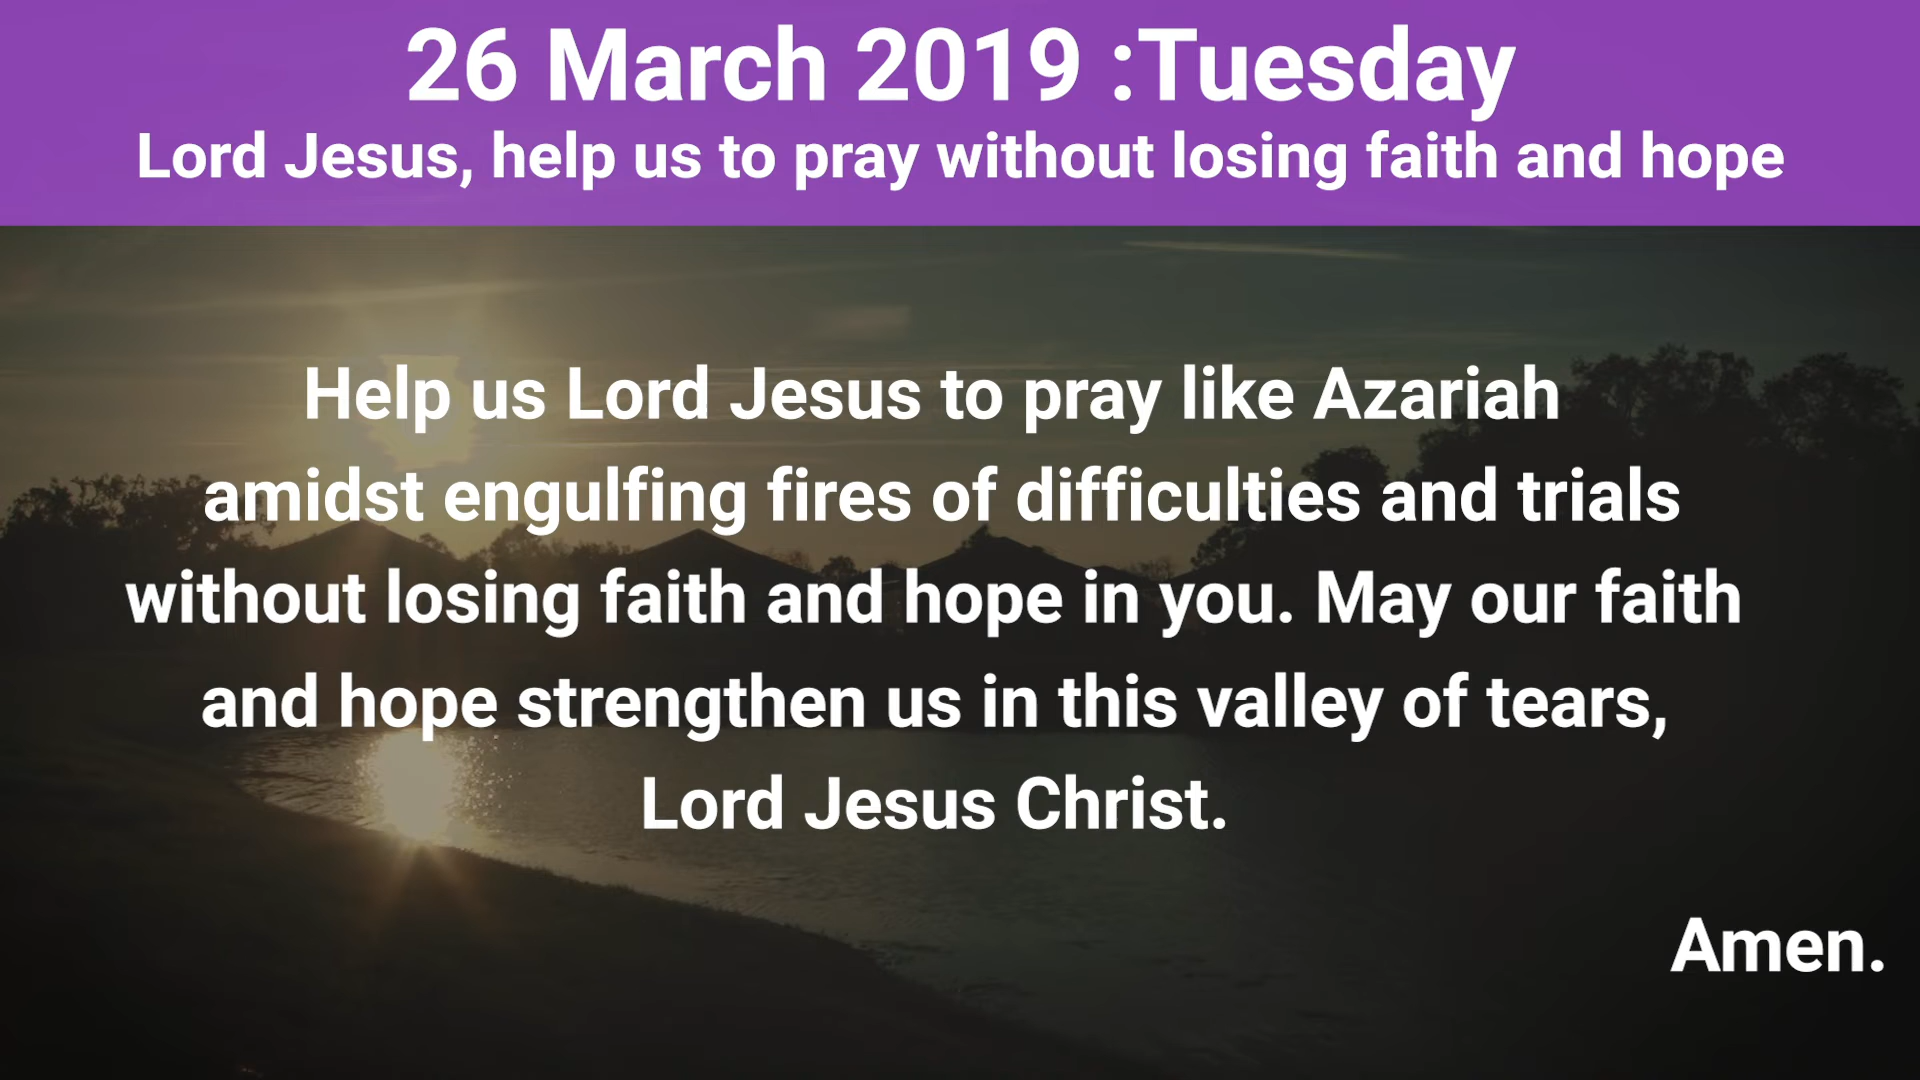 26 March 2019 :Tuesday
Lord Jesus, help us to pray without losing faith and hope
Help us Lord Jesus to pray like Azariah
amidst engulfing fires of difficulties and trials
without losing faith and hope in you. May our faith
and hope strengthen us in this valley of tears,
Lord Jesus Christ.
Amen.